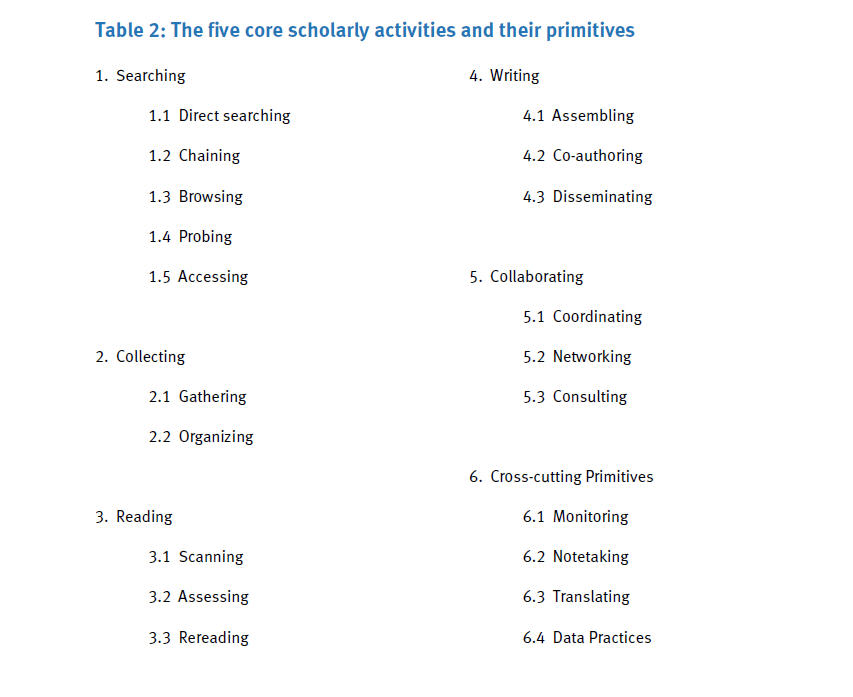 Table 2: The five core scholarly activities and their primitives
1. Searching
1.1 Direct searching
1.2 Chaining
1.3 Browsing
1.4 Probing
1.5 Accessing
2. Collecting
2.1 Gathering
2.2 Organizing
3. Reading
3.1 Scanning
3.2 Assessing
3.3 Rereading
4. Writing
4.1 Assembling
4.2 Co-authoring
4.3 Disseminating
5. Collaborating
5.1 Coordinating
5.2 Networking
5.3 Consulting
6. Cross-cutting Primitives
6.1 Monitoring
6.2 Notetaking
6.3 Translating
6.4 Data Practices